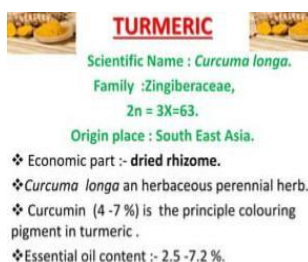 TURMERIC
Scientific Name : Curcuma longa.
Family :Zingiberaceae,
2n = 3X=63.
Origin place : South East Asia.
❖ Economic part :- dried rhizome.
❖Curcuma longa an herbaceous perennial herb.
❖ Curcumin (4 -7 %) is the principle colouring
pigment in turmeric .
❖Essential oil content :- 2.5 -7.2 %.